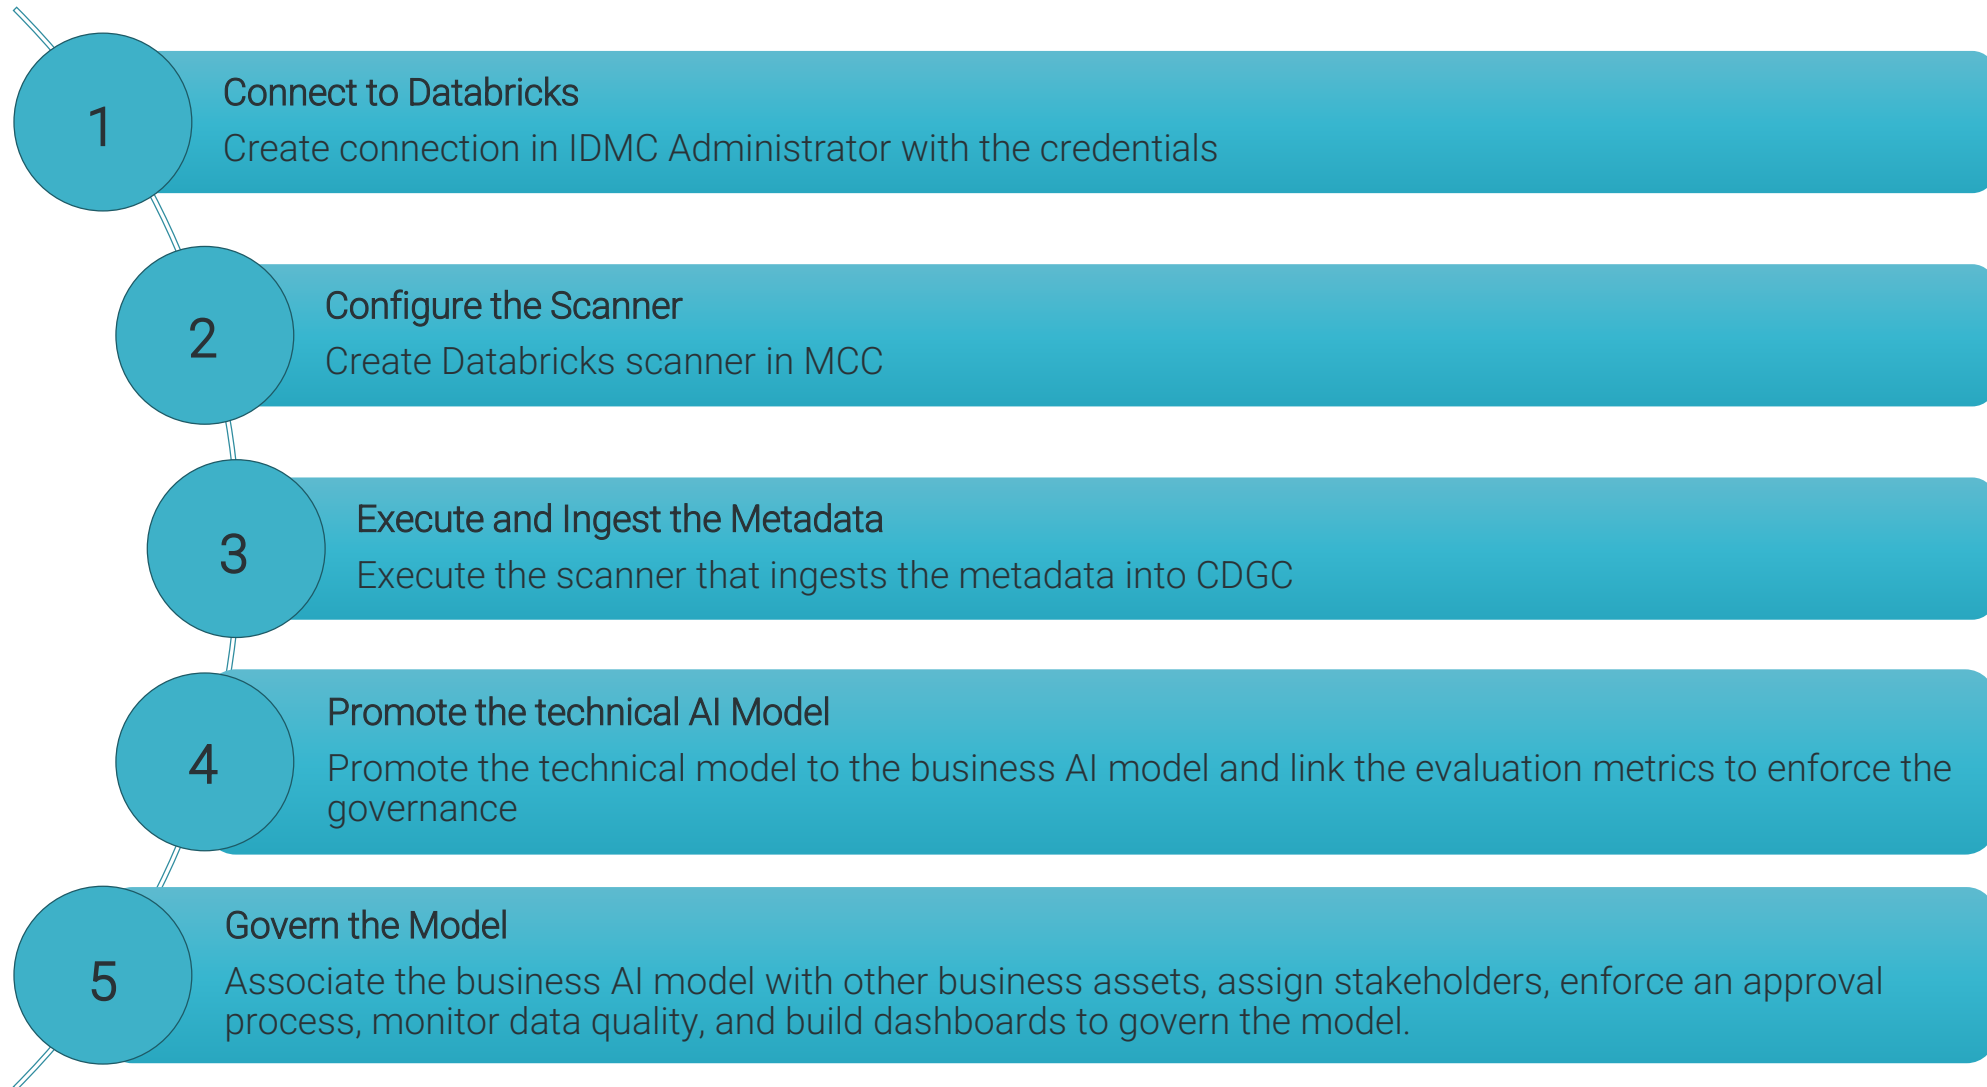 1
Connect to Databricks
Create connection in IDMC Administrator with the credentials
2
Configure the Scanner
Create Databricks scanner in MCC
3
Execute and Ingest the Metadata
Execute the scanner that ingests the metadata into CDGC
4
Promote the technical AI Model
Promote the technical model to the business AI model and link the evaluation metrics to enforce the
governance
5
Govern the Model
Associate the business AI model with other business assets, assign stakeholders, enforce an approval
process, monitor data quality, and build dashboards to govern the model.